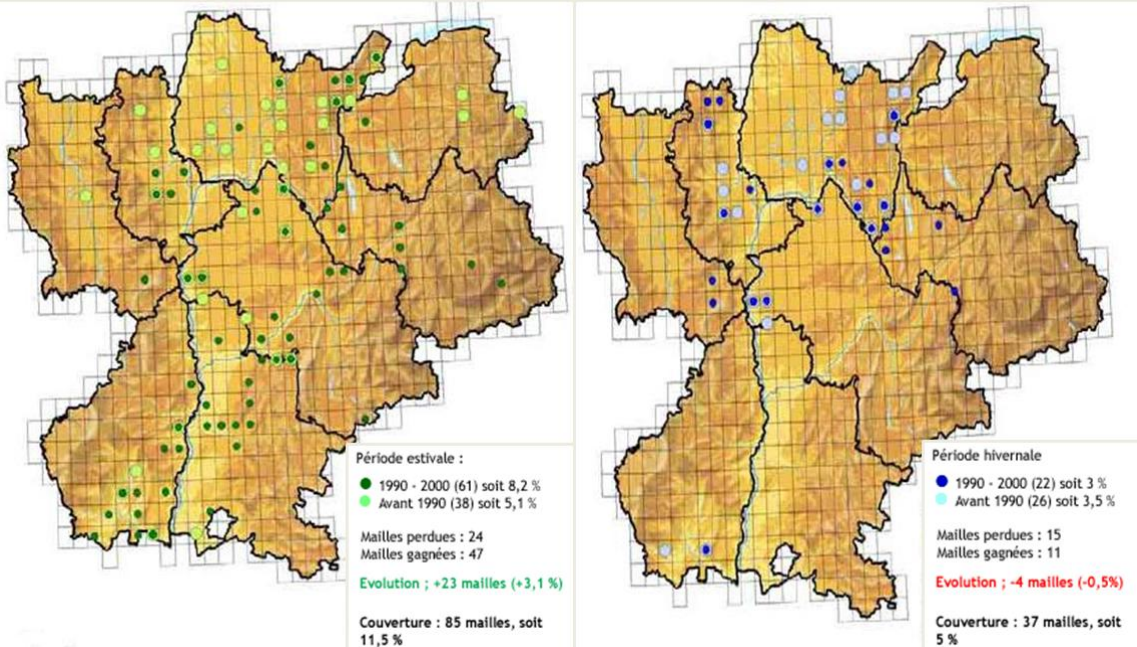 Période estivale :
1990 - 2000 (61) soit 8,2 %
Avant 1990 (38) soit 5,1 %
Mailles perdues : 24
Mailles gagnées : 47
Evolution ; +23 mailles (+3,1 %)
Couverture : 85 mailles, soit
11,5 %
Période hivernale
1990 - 2000 (22) soit 3 %
Avant 1990 (26) soit 3,5 %
Mailles perdues : 15
Mailles gagnées : 11
Evolution ; -4 mailles (-0,5%)
Couverture : 37 mailles, soit
5 %